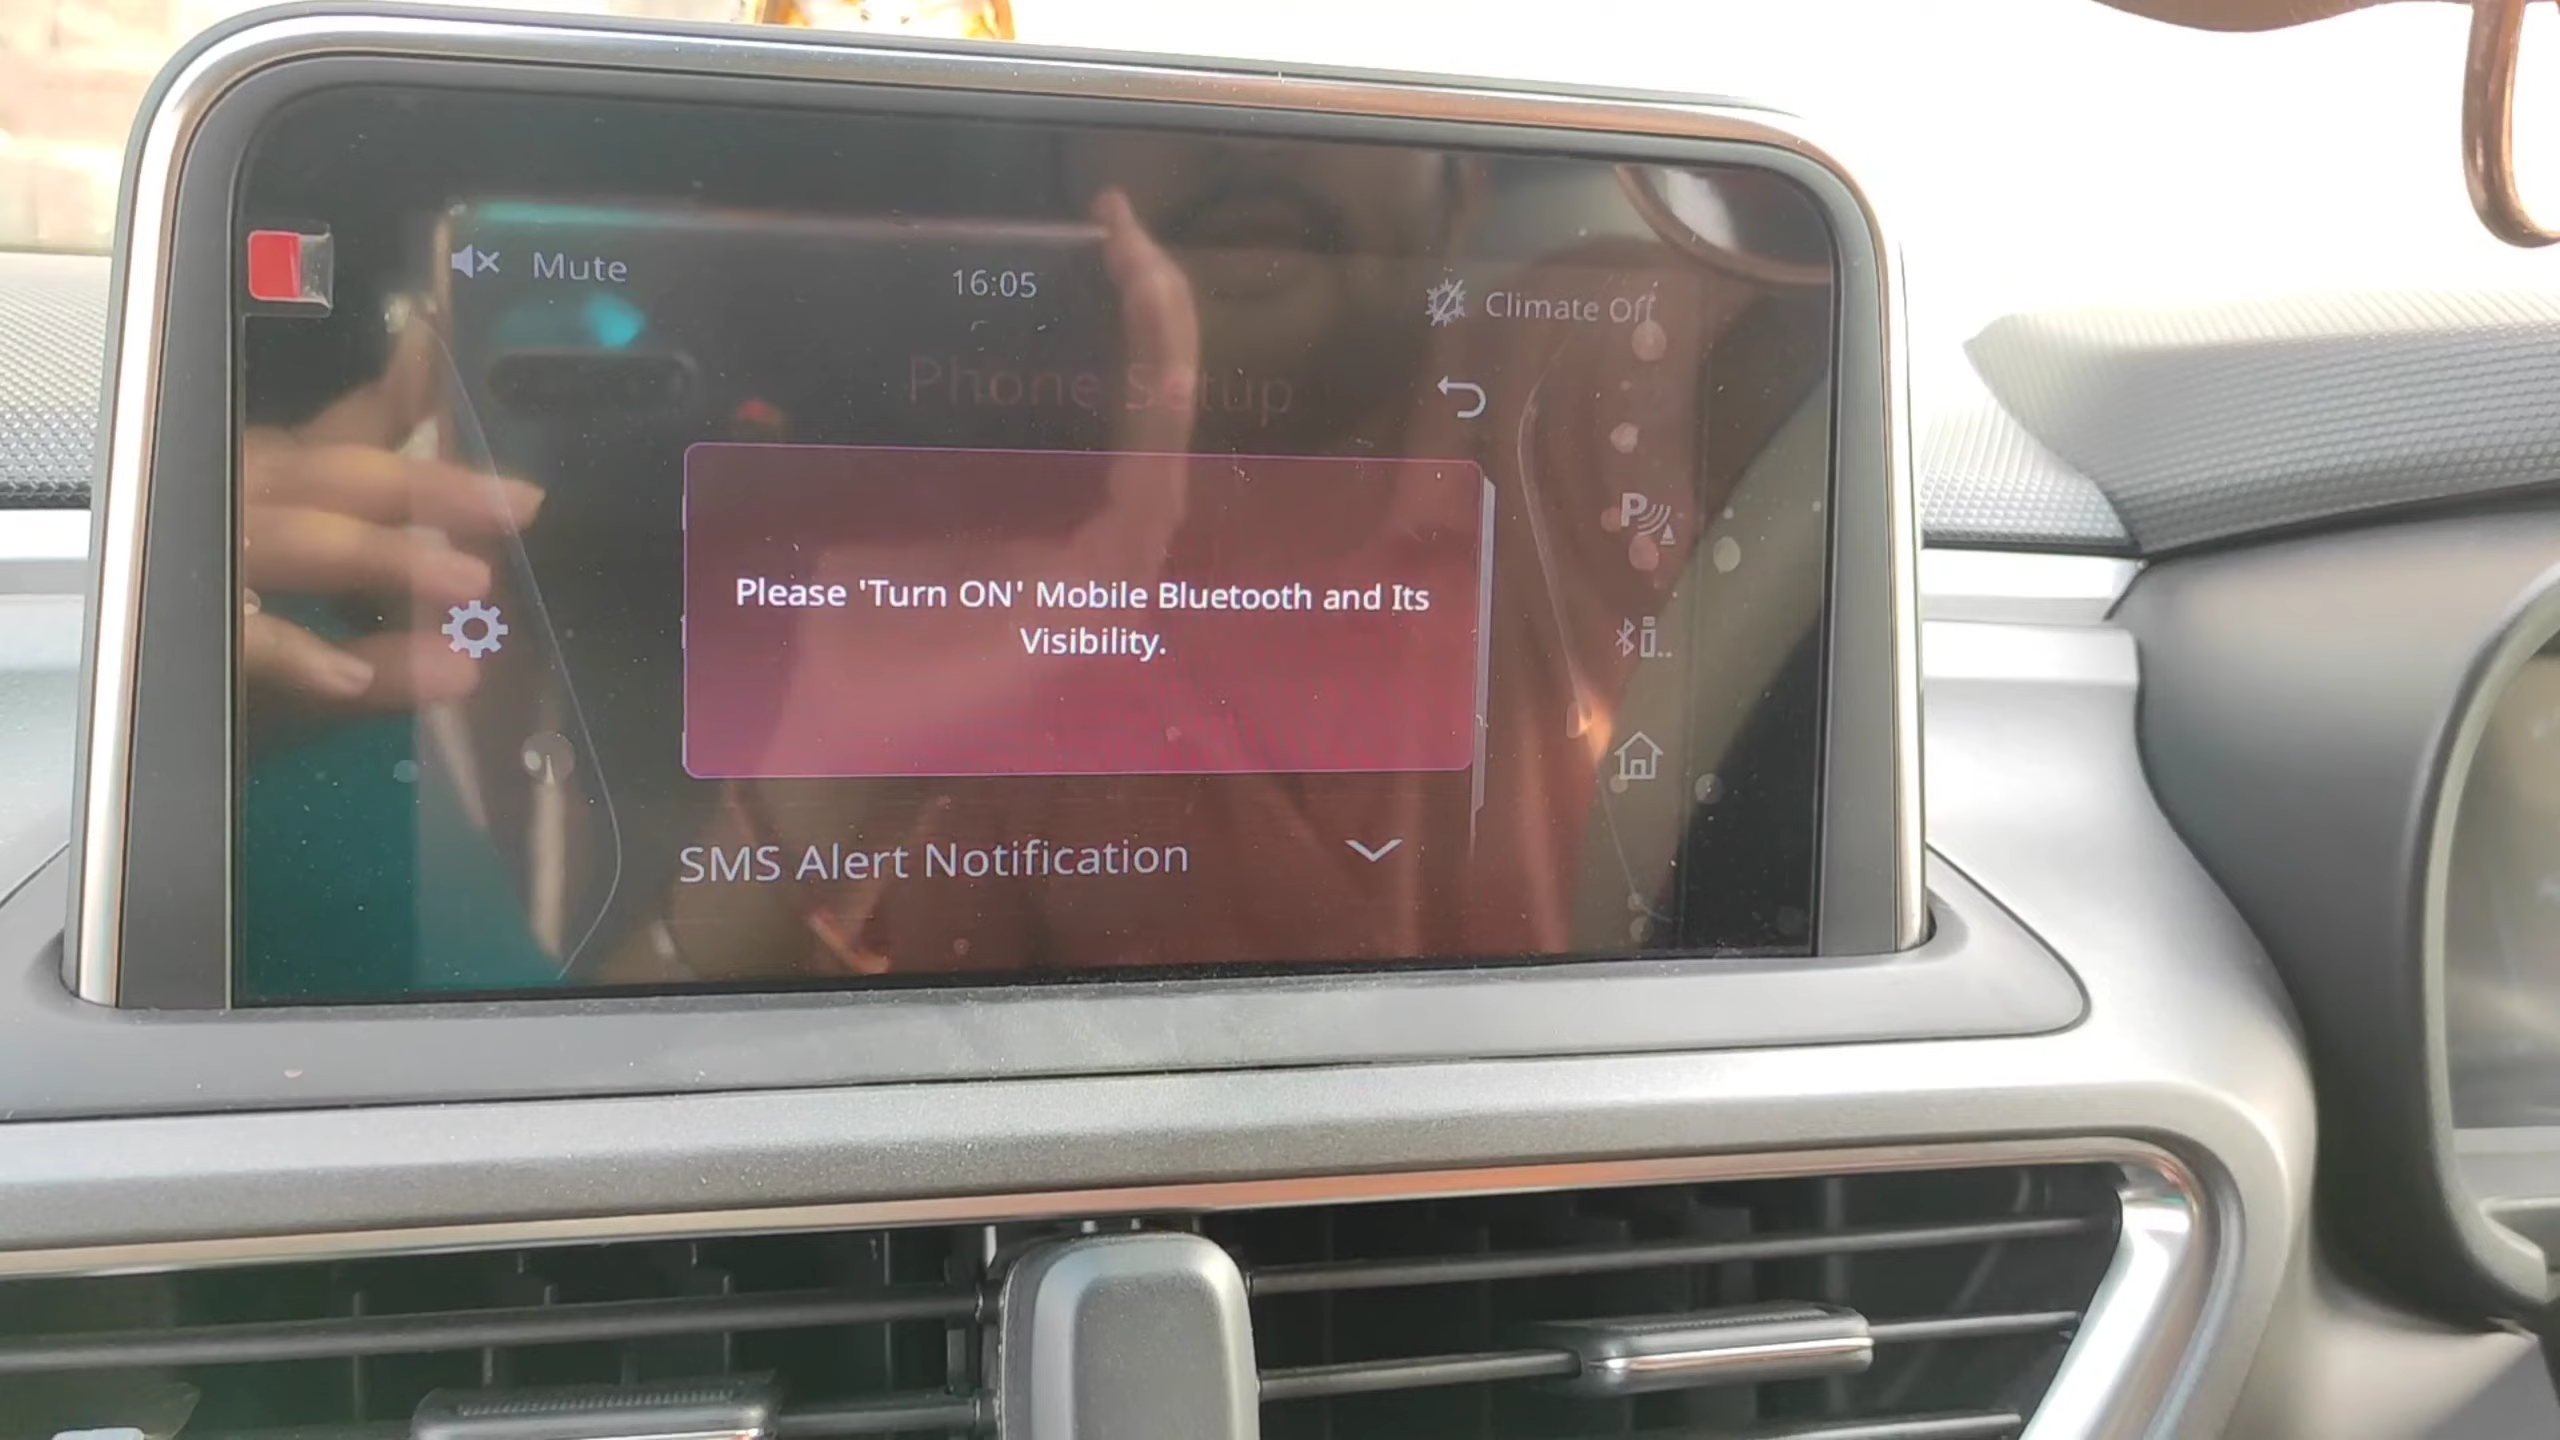 Mute
16:05
Climate Off
Phone Setup
P
Please 'Turn ON' Mobile Bluetooth and Its
Visibility.
SMS Alert Notification